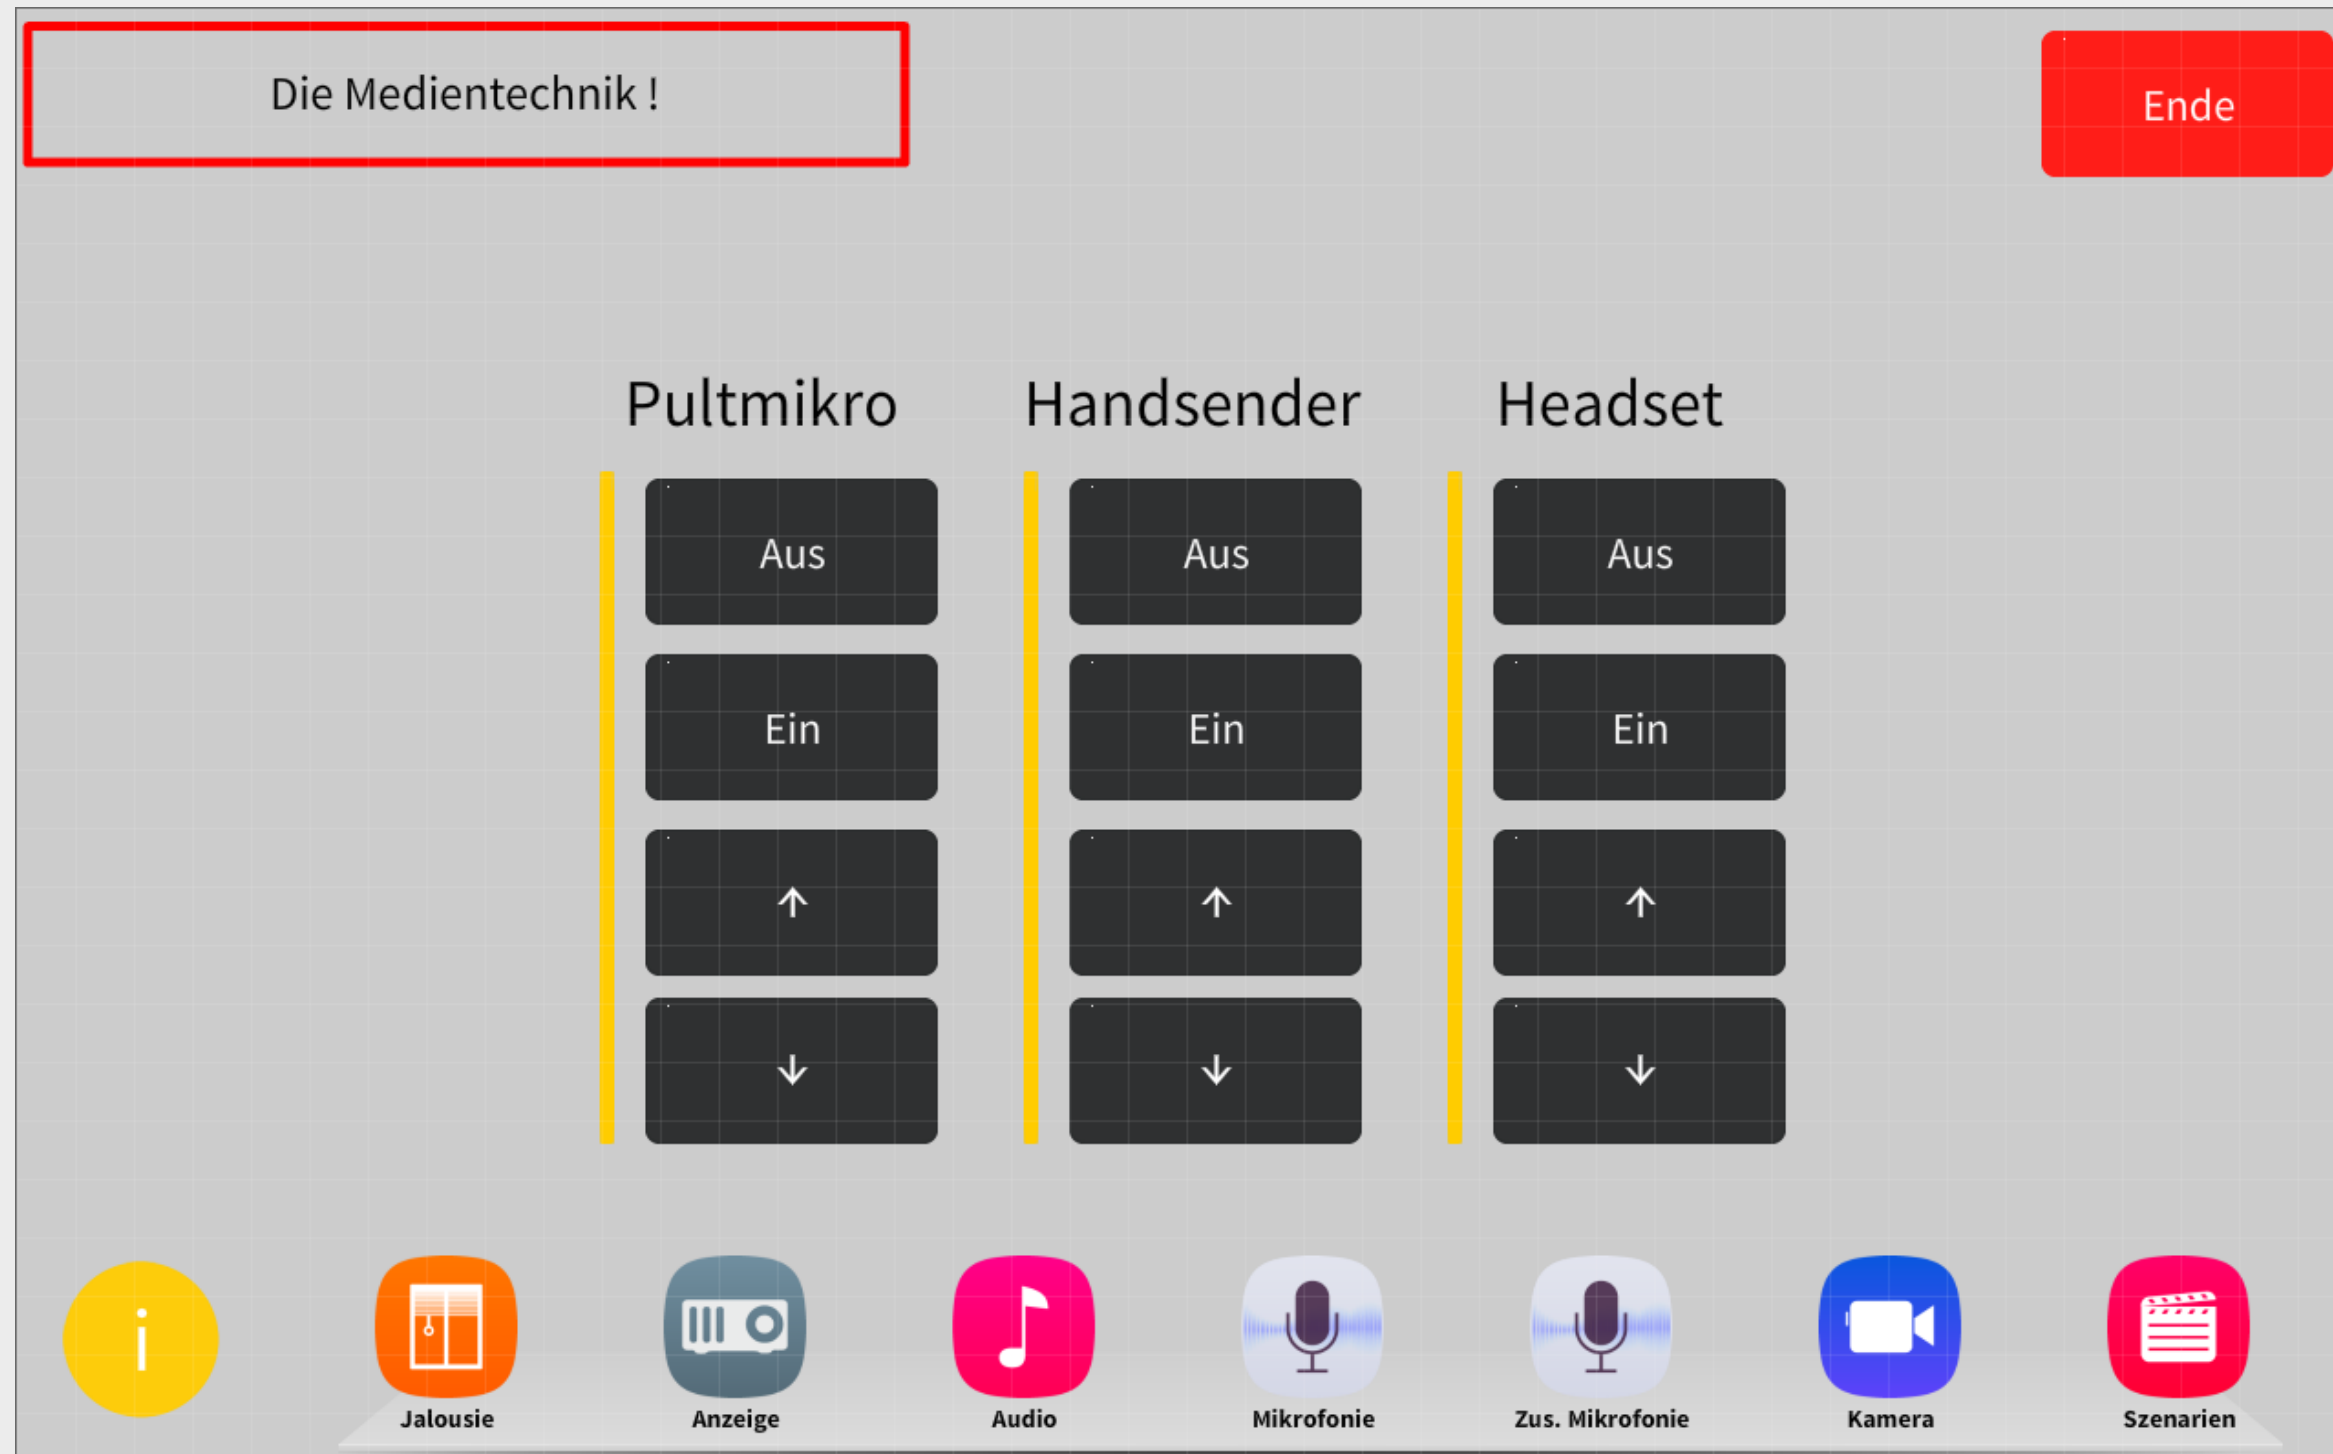 Die Medientechnik !
Ende
Pultmikro Handsender Headset
Aus Aus Aus
Ein Ein Ein
↑ ↑ ↑
↓ ↓ ↓
i
Jalousie Anzeige Audio Mikrofonie Zus. Mikrofonie Kamera Szenarien